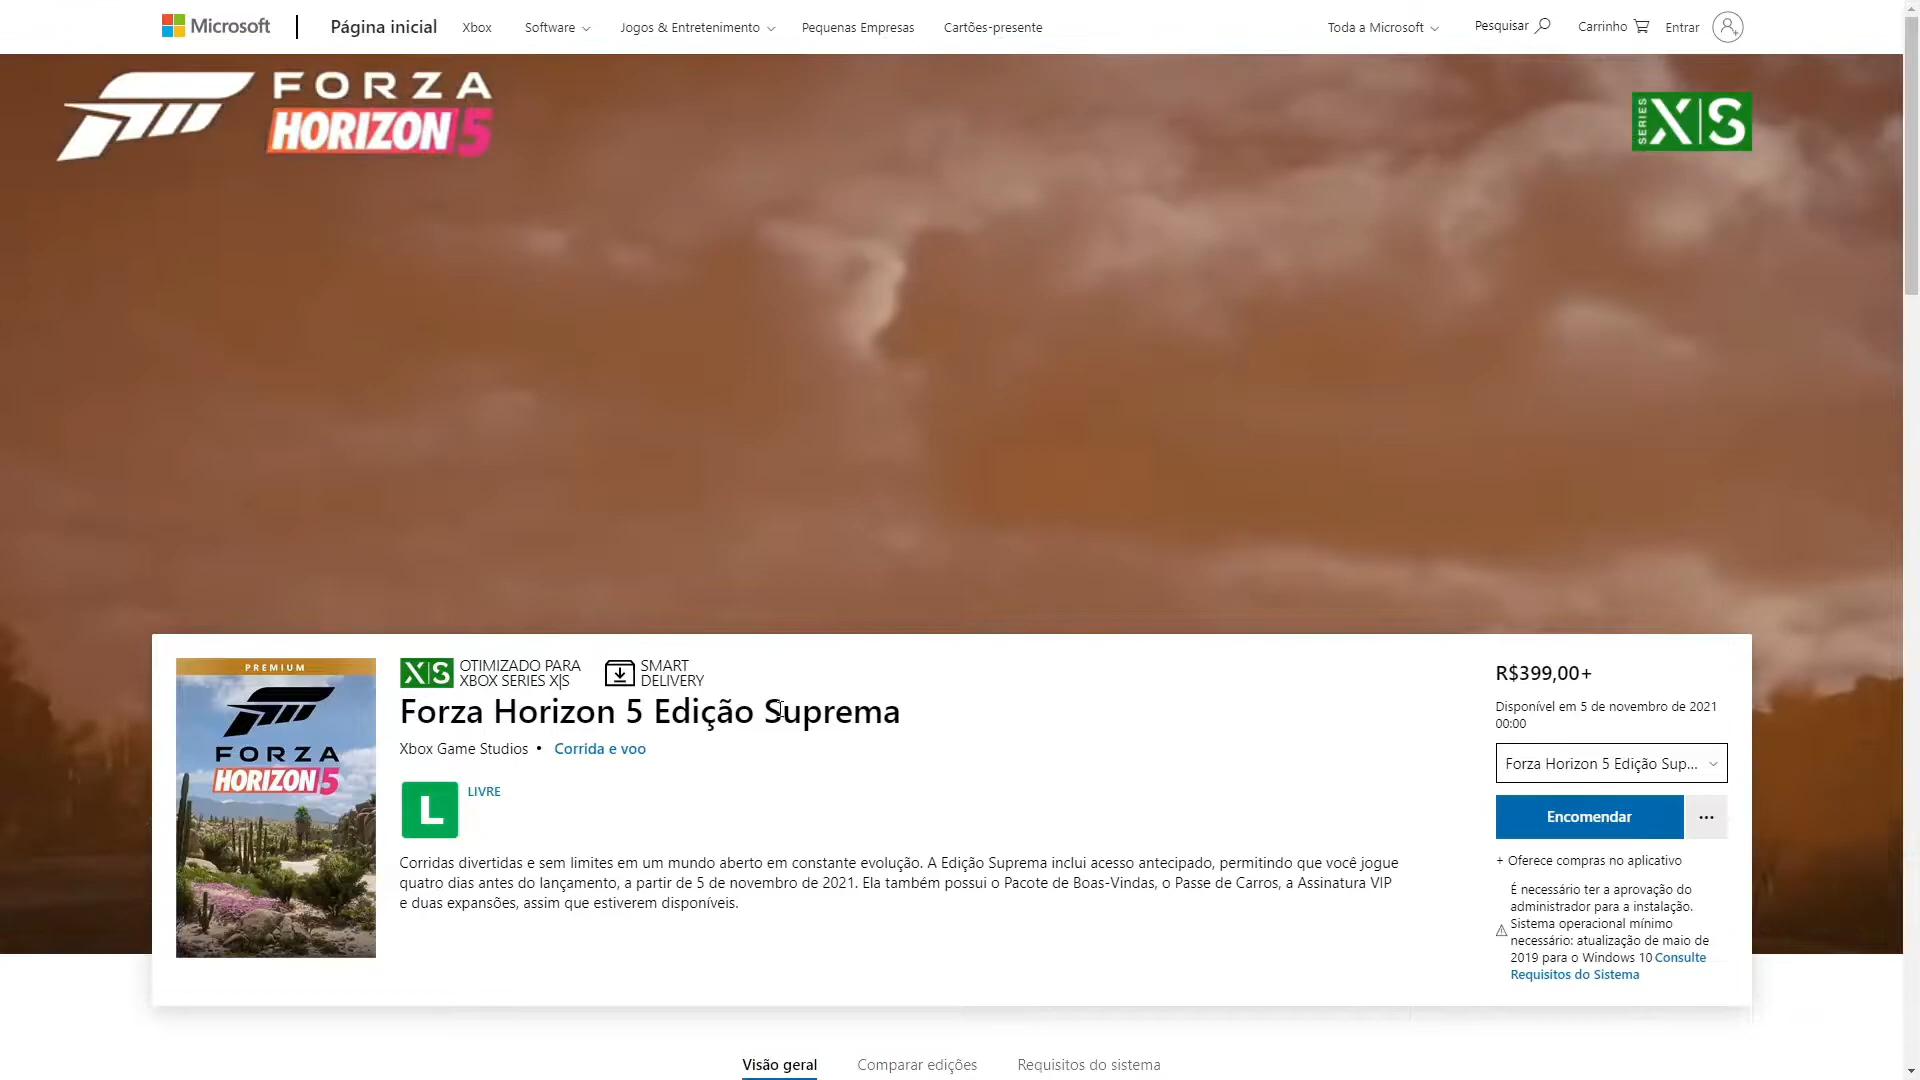 Microsoft
Página inicial
Xbox
Software
Jogos & Entretenimento
Pequenas Empresas
Cartões-presente
Toda a Microsoft
Pesquisar
Carrinho
Entrar
FORZA
HORIZON 5
SERIES X|S
PREMIUM
FORZA
HORIZON 5
X|S
OTIMIZADO PARA
XBOX SERIES X|S
SMART
DELIVERY
Forza Horizon 5 Edição Suprema
Xbox Game Studios • Corrida e voo
L
LIVRE
Corridas divertidas e sem limites em um mundo aberto em constante evolução. A Edição Suprema inclui acesso antecipado, permitindo que você jogue
quatro dias antes do lançamento, a partir de 5 de novembro de 2021. Ela também possui o Pacote de Boas-Vindas, o Passe de Carros, a Assinatura VIP
e duas expansões, assim que estiverem disponíveis.
R$399,00+
Disponível em 5 de novembro de 2021
00:00
Forza Horizon 5 Edição Sup...
Encomendar
...
+ Oferece compras no aplicativo
É necessário ter a aprovação do
administrador para a instalação.
Sistema operacional mínimo
necessário: atualização de maio de
2019 para o Windows 10 Consulte
Requisitos do Sistema
Visão geral
Comparar edições
Requisitos do sistema